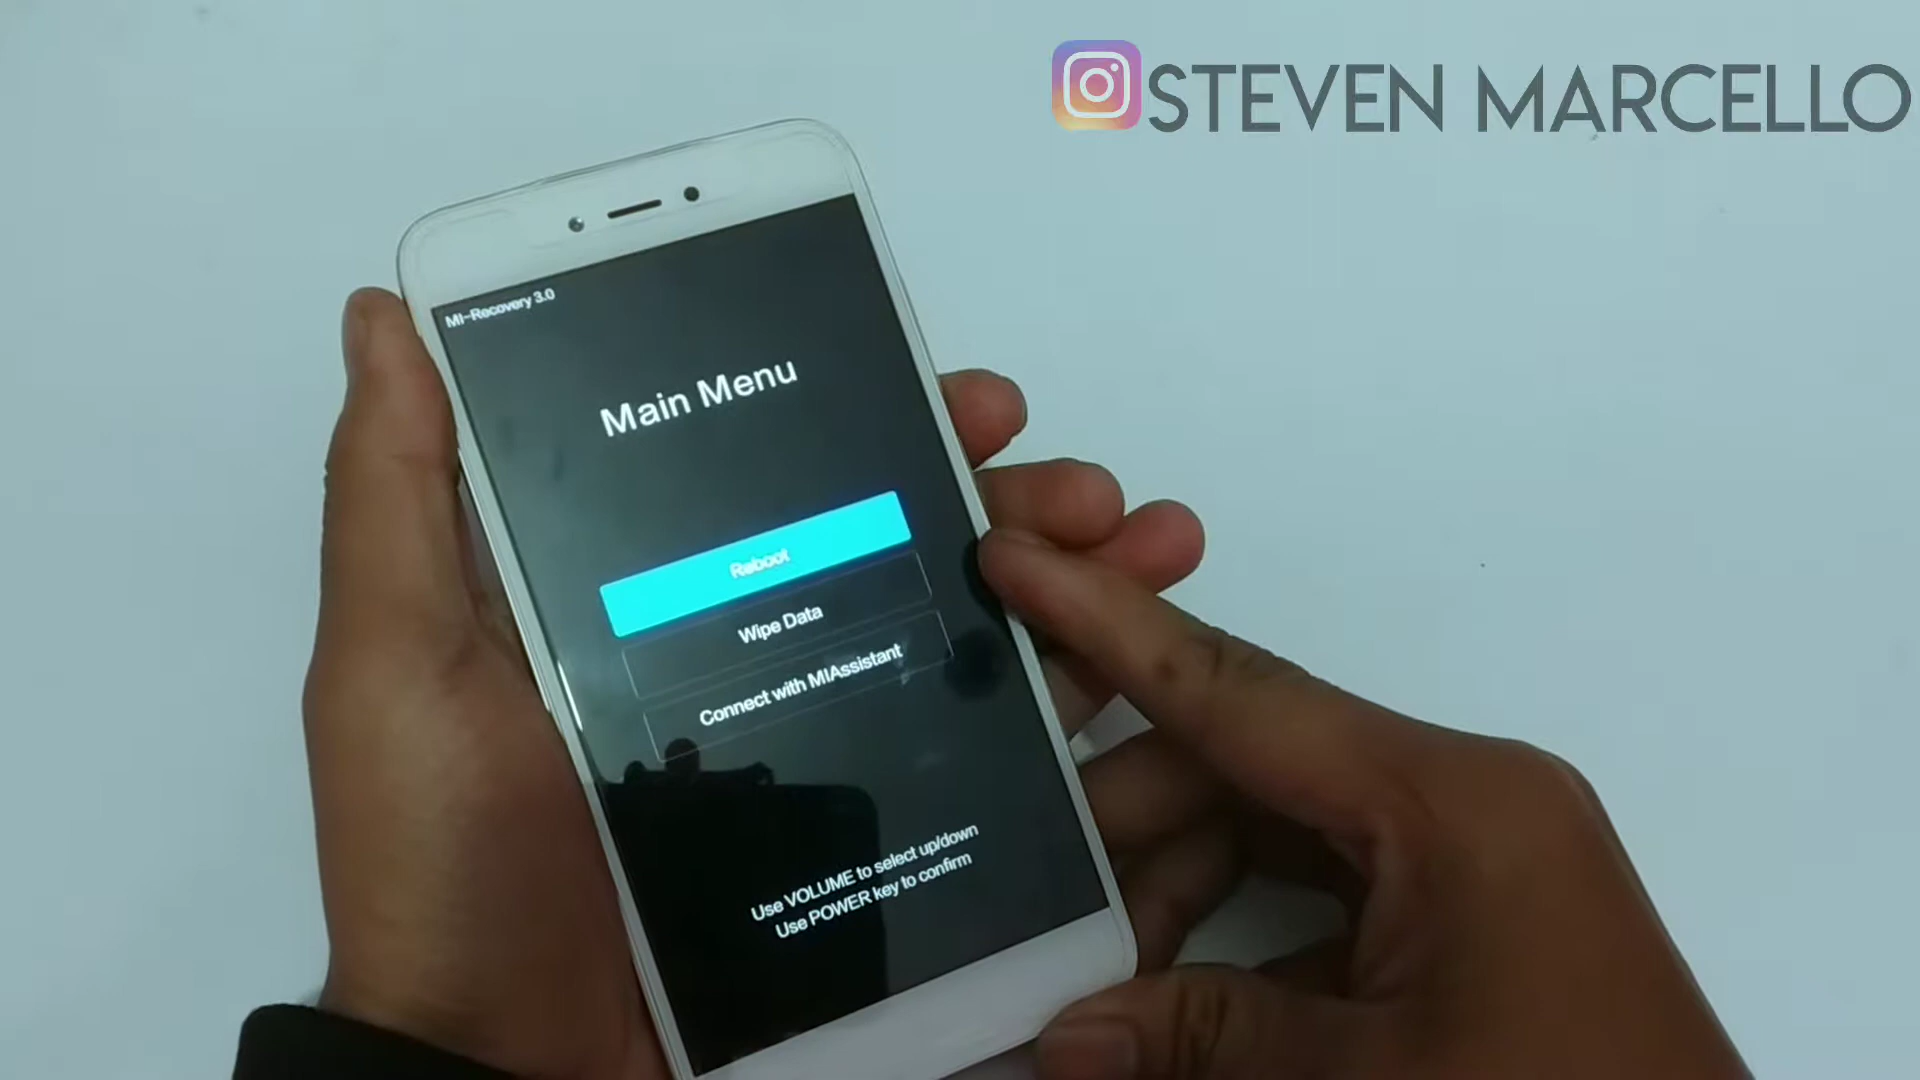 STEVEN MARCELLO
MI-Recovery 3.0
Main Menu
Reboot
Wipe Data
Connect with MIAssistant
Use VOLUME to select up/down
Use POWER key to confirm